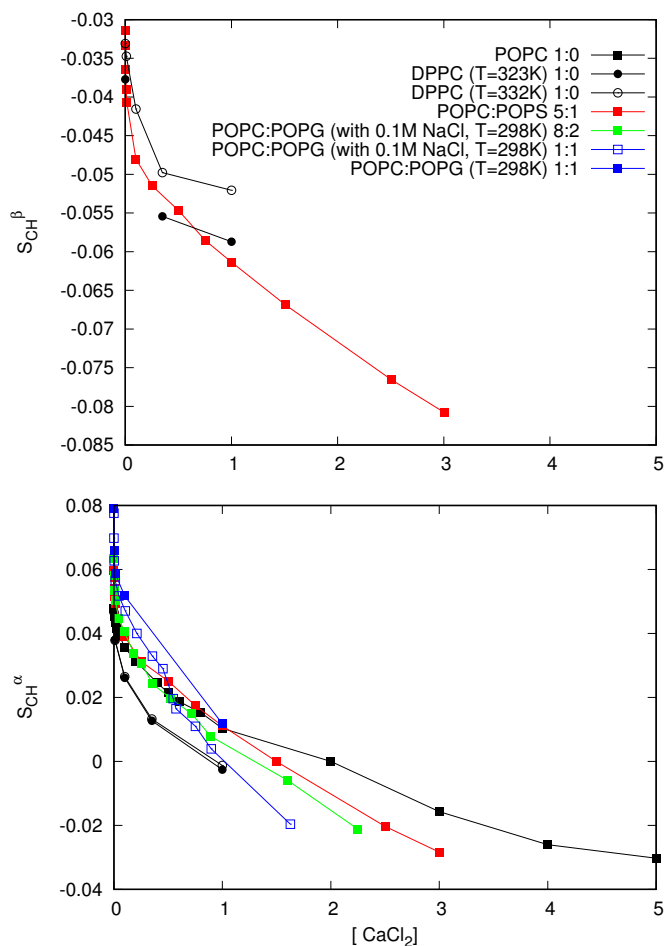 -0.03
-0.035
-0.04
-0.045
-0.05
-0.055
-0.06
-0.065
-0.07
-0.075
-0.08
-0.085
S_CH^β
POPC 1:0
DPPC (T=323K) 1:0
DPPC (T=332K) 1:0
POPC:POPS 5:1
POPC:POPG (with 0.1M NaCl, T=298K) 8:2
POPC:POPG (with 0.1M NaCl, T=298K) 1:1
POPC:POPG (T=298K) 1:1
0 1 2 3 4 5
0.08
0.06
0.04
0.02
0
-0.02
-0.04
S_CH^α
0 1 2 3 4 5
[ CaCl₂]